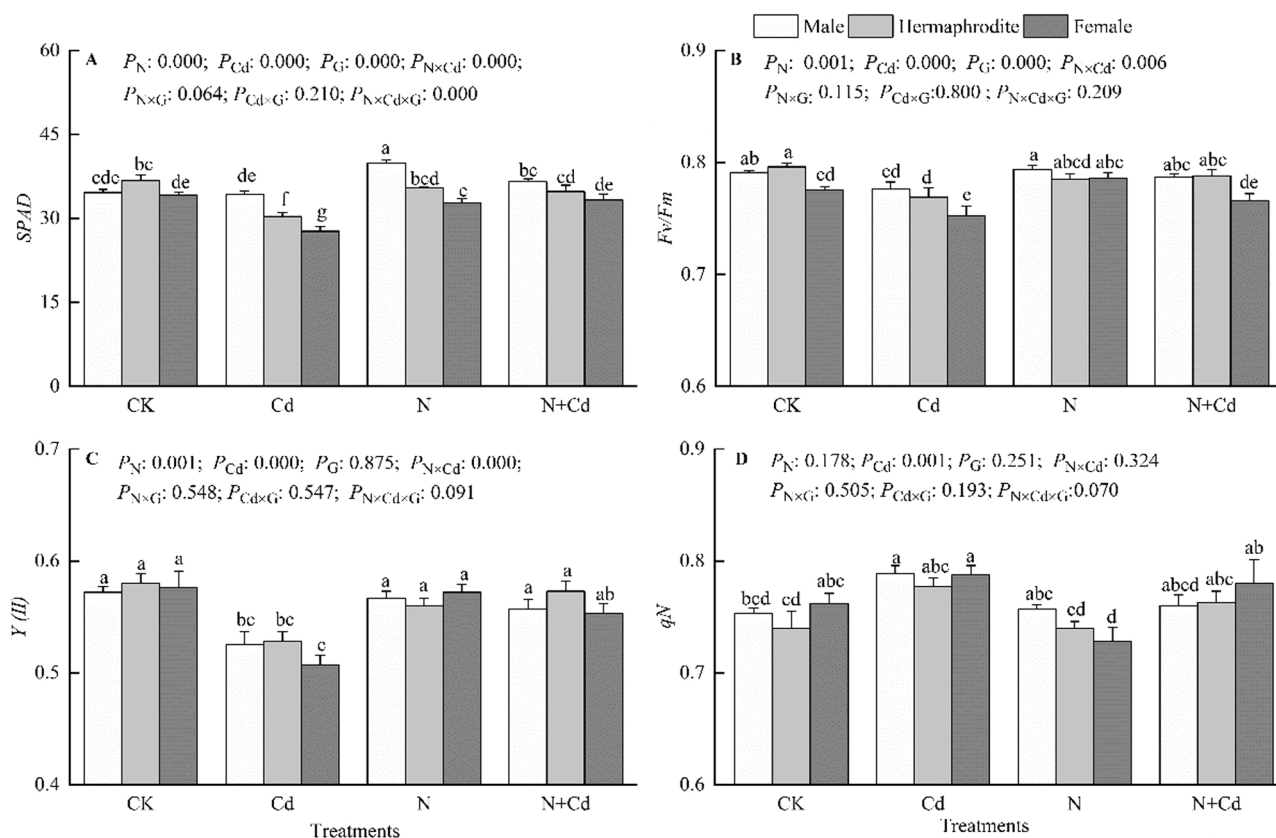 Male Hermaphrodite Female
A P_N: 0.000; P_Cd: 0.000; P_G: 0.000; P_N×Cd: 0.000;
P_N×G: 0.064; P_Cd×G: 0.210; P_N×Cd×G: 0.000
60
45
30
15
0
SPAD
cdc bc de
de f g
a bcd c
bc cde de
CK Cd N N+Cd
B P_N: 0.001; P_Cd: 0.000; P_G: 0.000; P_N×Cd: 0.006
P_N×G: 0.115; P_Cd×G:0.800 ; P_N×Cd×G: 0.209
0.9
0.8
0.7
0.6
Fv/Fm
ab a cd
cd d e
a abcd abc
abc abc de
CK Cd N N+Cd
C P_N: 0.001; P_Cd: 0.000; P_G: 0.875; P_N×Cd: 0.000;
P_N×G: 0.548; P_Cd×G: 0.547; P_N×Cd×G: 0.091
0.7
0.6
0.5
0.4
Y (II)
a a a
bc bc c
a a a
a a ab
CK Cd N N+Cd
Treatments
D P_N: 0.178; P_Cd: 0.001; P_G: 0.251; P_N×Cd: 0.324
P_N×G: 0.505; P_Cd×G: 0.193; P_N×Cd×G:0.070
0.9
0.8
0.7
0.6
qN
bcd cd abc
a abc a
abc cd d
abcd abc ab
CK Cd N N+Cd
Treatments